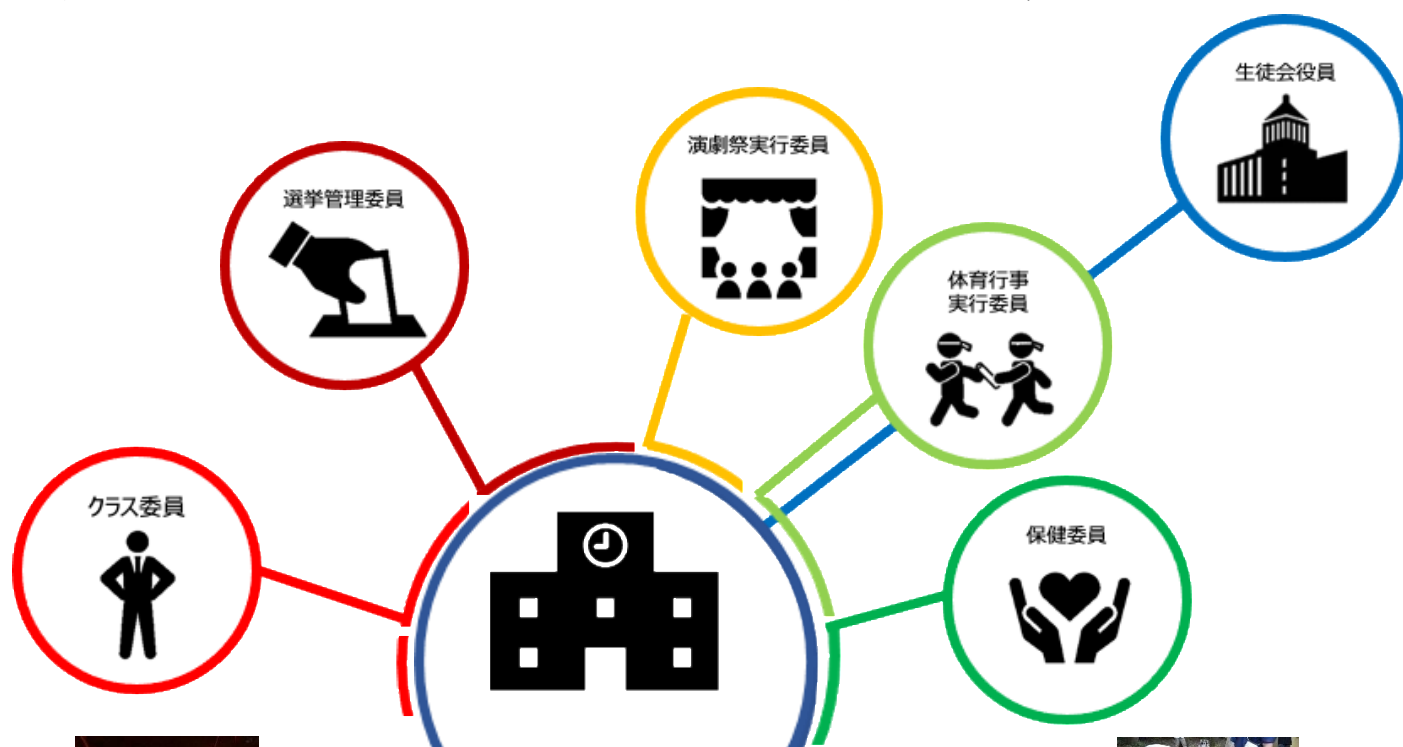 生徒会役員
演劇祭実行委員
選挙管理委員
体育行事
実行委員
クラス委員
保健委員